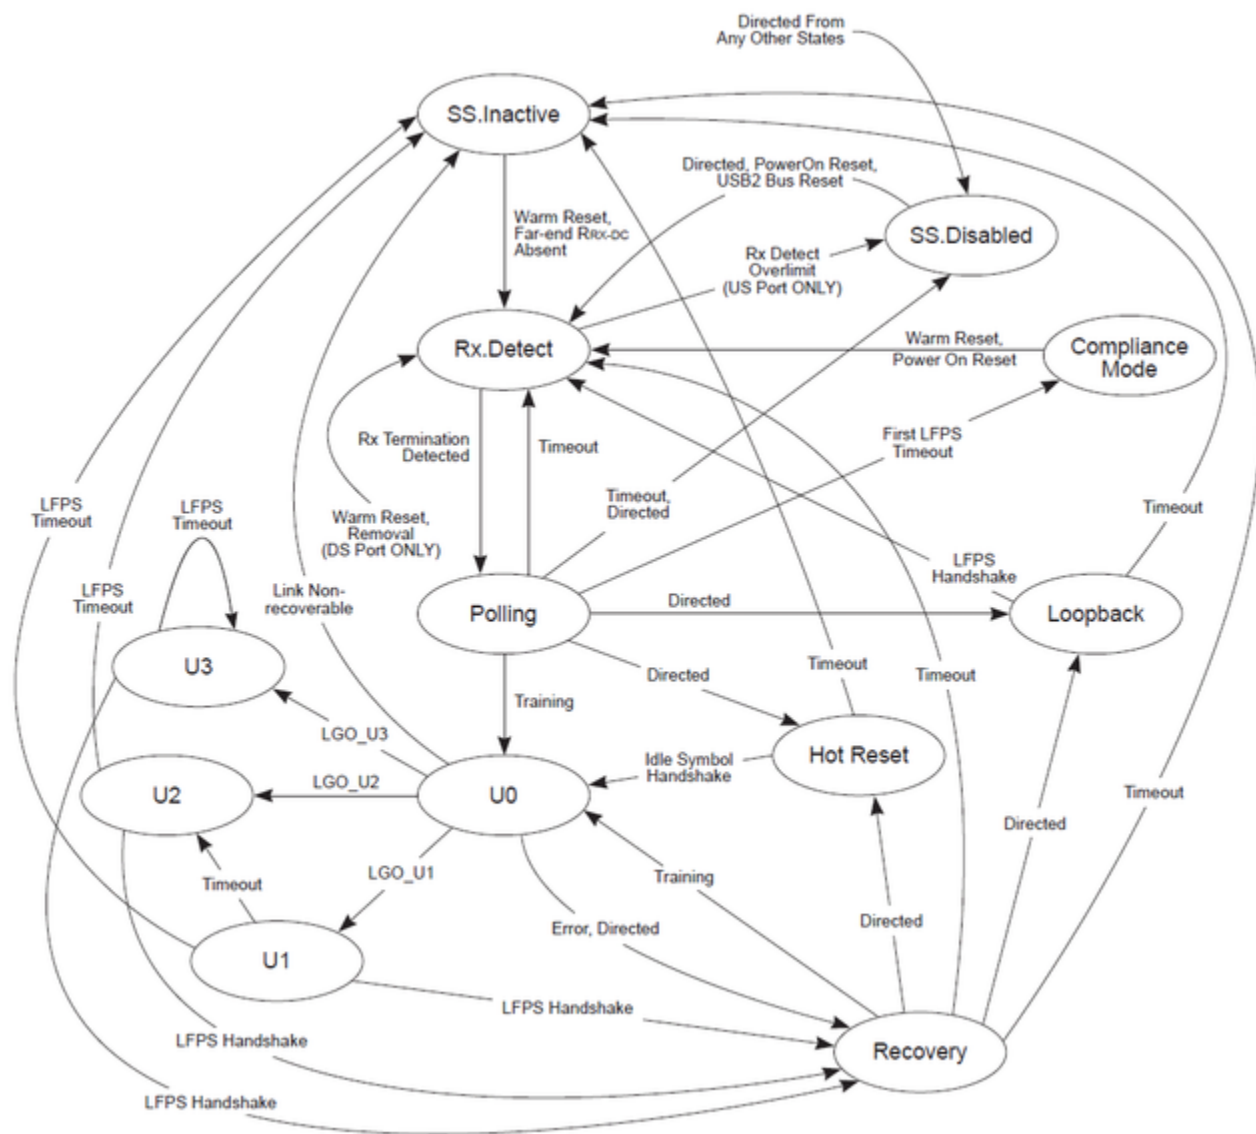 Directed From
Any Other States
SS.Inactive
Directed, PowerOn Reset,
USB2 Bus Reset
Warm Reset,
Far-end RRX-DC
Absent
SS.Disabled
Rx Detect
Overlimit
(US Port ONLY)
Rx.Detect
Warm Reset,
Power On Reset
Compliance
Mode
Rx Termination
Detected
Timeout
First LFPS
Timeout
LFPS
Timeout
LFPS
Timeout
Timeout,
Directed
Timeout
Warm Reset,
Removal
(DS Port ONLY)
LFPS
Handshake
LFPS
Timeout
Link Non-
recoverable
Polling
Directed
Loopback
U3
Timeout
Directed
Timeout
Training
LGO_U3
Idle Symbol
Handshake
Hot Reset
U2
LGO_U2
U0
Timeout
Directed
LGO_U1
Timeout
Training
Error, Directed
Directed
U1
LFPS Handshake
LFPS Handshake
Recovery
LFPS Handshake